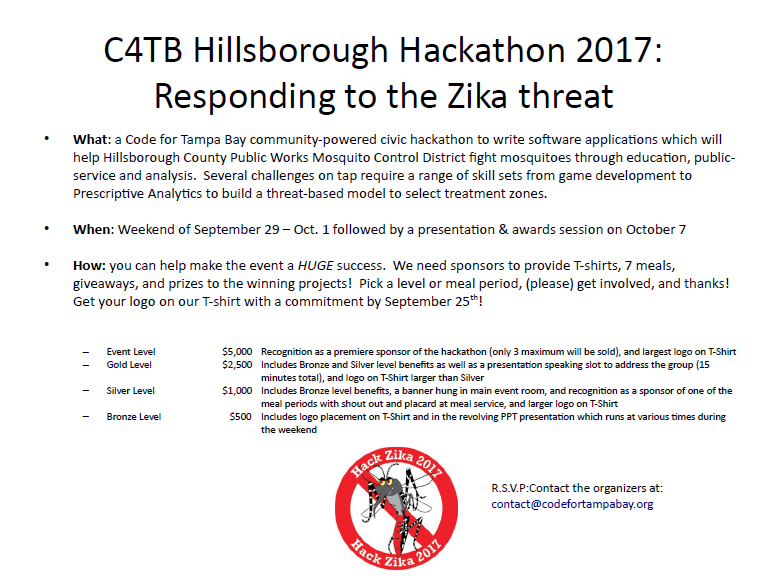 C4TB Hillsborough Hackathon 2017:
Responding to the Zika threat
• What: a Code for Tampa Bay community-powered civic hackathon to write software applications which will
help Hillsborough County Public Works Mosquito Control District fight mosquitoes through education, public-
service and analysis.  Several challenges on tap require a range of skill sets from game development to
Prescriptive Analytics to build a threat-based model to select treatment zones.
• When: Weekend of September 29 – Oct. 1 followed by a presentation & awards session on October 7
• How: you can help make the event a HUGE success.  We need sponsors to provide T-shirts, 7 meals,
giveaways, and prizes to the winning projects!  Pick a level or meal period, (please) get involved, and thanks!
Get your logo on our T-shirt with a commitment by September 25th!
– Event Level $5,000 Recognition as a premiere sponsor of the hackathon (only 3 maximum will be sold), and largest logo on T-Shirt
– Gold Level $2,500 Includes Bronze and Silver level benefits as well as a presentation speaking slot to address the group (15
minutes total), and logo on T-Shirt larger than Silver
– Silver Level $1,000 Includes Bronze level benefits, a banner hung in main event room, and recognition as a sponsor of one of the
meal periods with shout out and placard at meal service, and larger logo on T-Shirt
– Bronze Level $500 Includes logo placement on T-Shirt and in the revolving PPT presentation which runs at various times during
the weekend
Hack Zika 2017
Hack Zika 2017
R.S.V.P:Contact the organizers at:
contact@codefortampabay.org